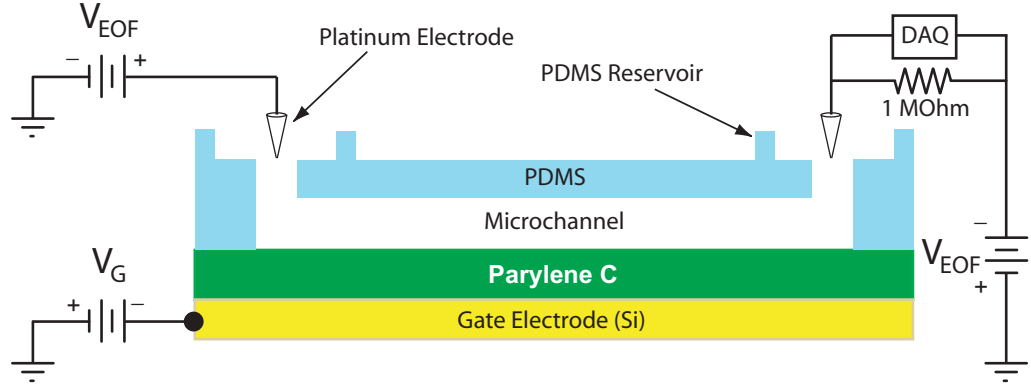 V_EOF
− +
Platinum Electrode
PDMS Reservoir
DAQ
1 MOhm
PDMS
Microchannel
V_G
+ −
Parylene C
Gate Electrode (Si)
−
V_EOF
+